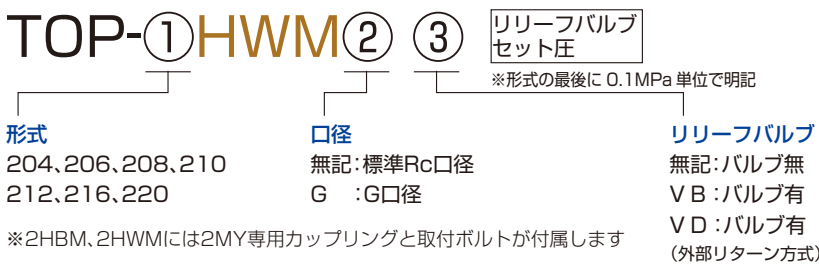 TOP-①HWM② ③ リリーフバルブ
セット圧
※形式の最後に 0.1MPa 単位で明記
形式
204、206、208、210
212、216、220
口径
無記:標準Rc口径
G :G口径
リリーフバルブ
無記:バルブ無
VB:バルブ有
VD:バルブ有
(外部リターン方式)
※2HBM、2HWMには2MY専用カップリングと取付ボルトが付属します